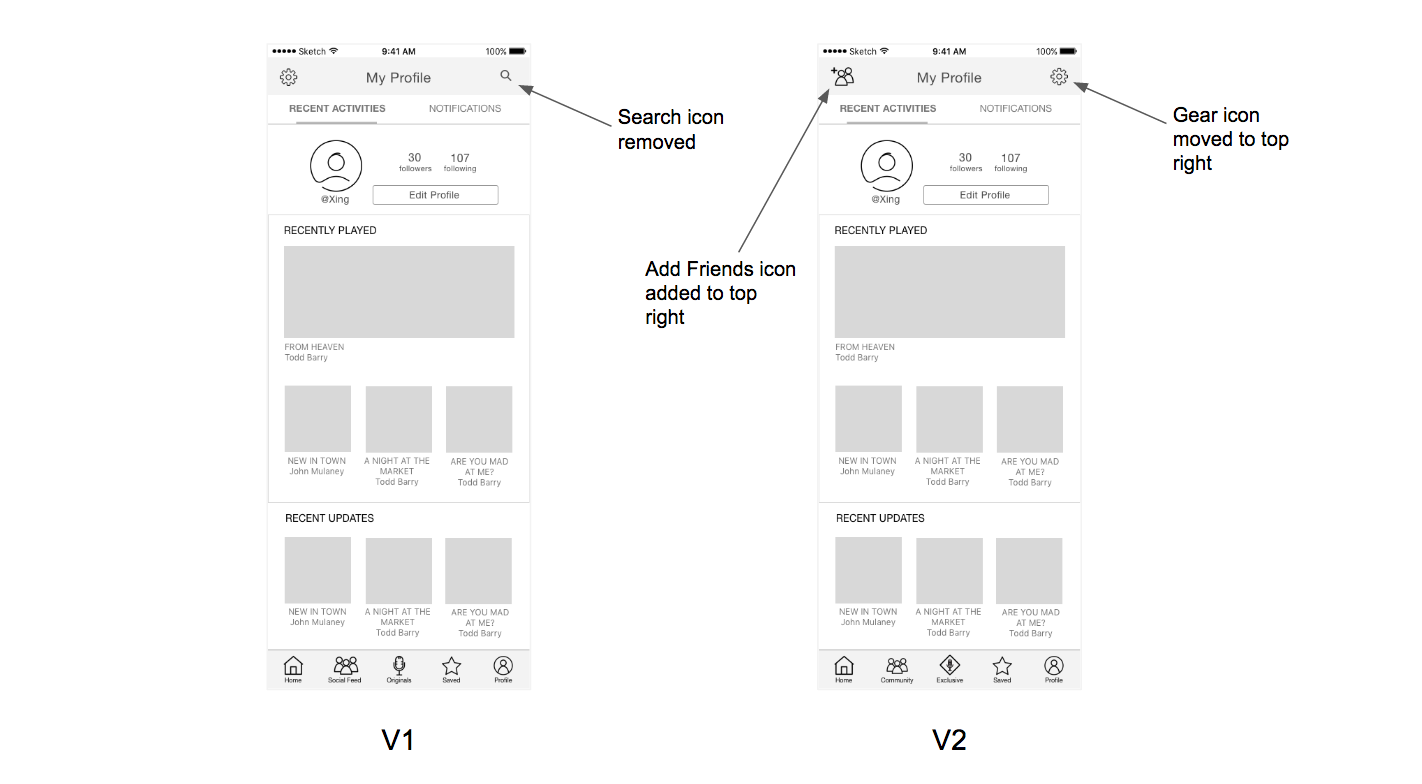 Sketch 9:41 AM 100%
My Profile
RECENT ACTIVITIES NOTIFICATIONS
30 107
followers following
@Xing Edit Profile
RECENTLY PLAYED
FROM HEAVEN
Todd Barry
NEW IN TOWN A NIGHT AT THE ARE YOU MAD
John Mulaney MARKET AT ME?
Todd Barry Todd Barry
RECENT UPDATES
NEW IN TOWN A NIGHT AT THE ARE YOU MAD
John Mulaney MARKET AT ME?
Todd Barry Todd Barry
Home Social Feed Originals Saved Profile
V1
Search icon
removed
Add Friends icon
added to top
right
Sketch 9:41 AM 100%
My Profile
RECENT ACTIVITIES NOTIFICATIONS
30 107
followers following
@Xing Edit Profile
RECENTLY PLAYED
FROM HEAVEN
Todd Barry
NEW IN TOWN A NIGHT AT THE ARE YOU MAD
John Mulaney MARKET AT ME?
Todd Barry Todd Barry
RECENT UPDATES
NEW IN TOWN A NIGHT AT THE ARE YOU MAD
John Mulaney MARKET AT ME?
Todd Barry Todd Barry
Home Community Exclusive Saved Profile
V2
Gear icon
moved to top
right